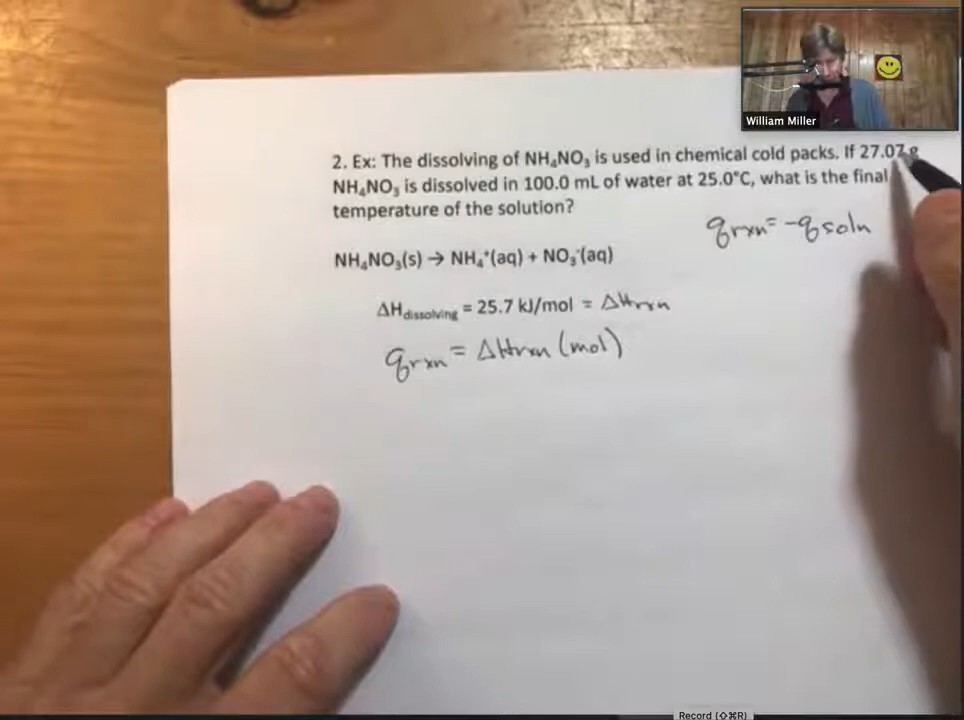 William Miller
2. Ex: The dissolving of NH₄NO₃ is used in chemical cold packs. If 27.07 g
NH₄NO₃ is dissolved in 100.0 mL of water at 25.0°C, what is the final
temperature of the solution?
qrxn = -qsoln
NH₄NO₃(s) → NH₄⁺(aq) + NO₃⁻(aq)
ΔHdissolving = 25.7 kJ/mol = ΔHrxn
qrxn = ΔHrxn (mol)
Record (⇧⌘R)